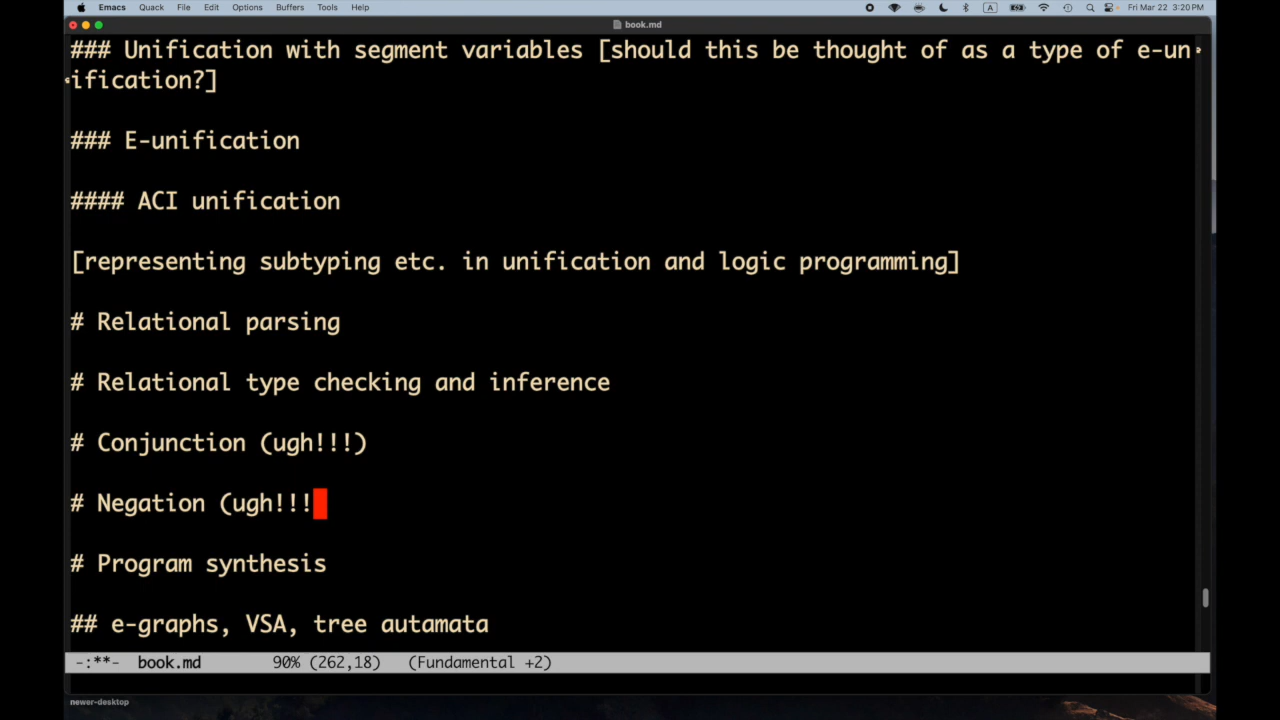 Emacs Quack File Edit Options Buffers Tools Help A Fri Mar 22 3:20 PM
book.md
### Unification with segment variables [should this be thought of as a type of e-un
ification?]
### E-unification
#### ACI unification
[representing subtyping etc. in unification and logic programming]
# Relational parsing
# Relational type checking and inference
# Conjunction (ugh!!!)
# Negation (ugh!!!
# Program synthesis
## e-graphs, VSA, tree autamata
-:**- book.md 90% (262,18) (Fundamental +2)
newer-desktop